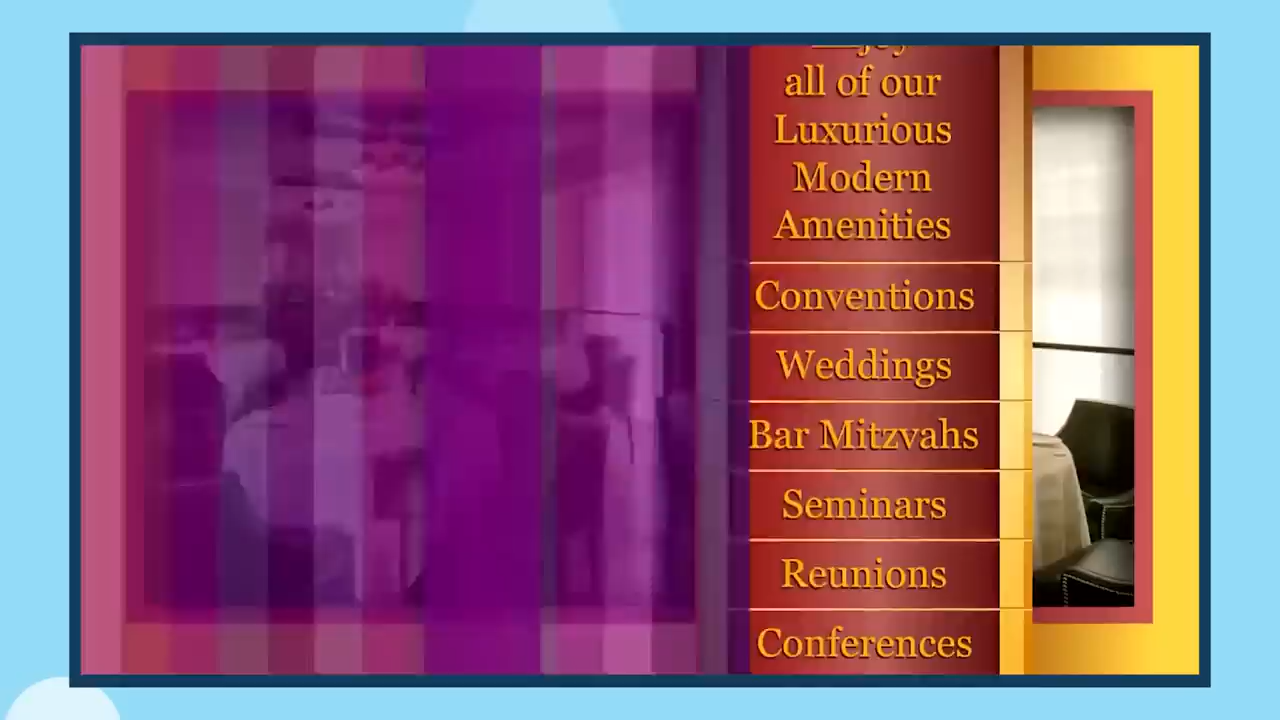 all of our
Luxurious
Modern
Amenities
Conventions
Weddings
Bar Mitzvahs
Seminars
Reunions
Conferences